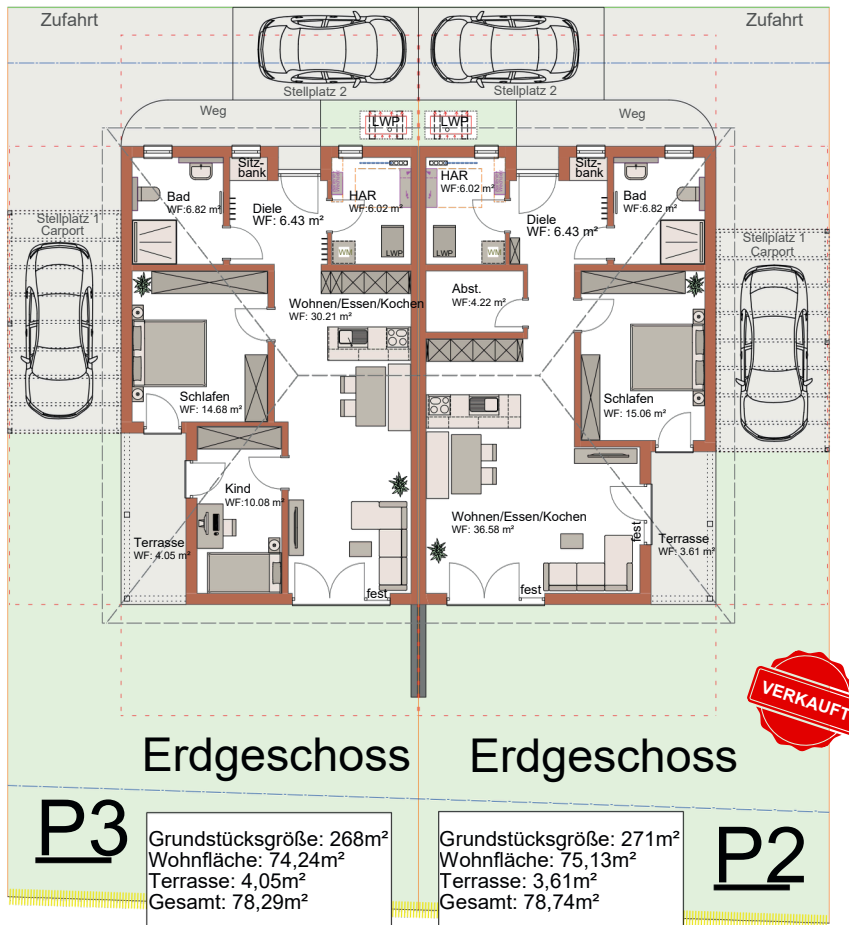 Zufahrt
Zufahrt
Stellplatz 2
Stellplatz 2
Weg
Weg
LWP
LWP
Sitz-
bank
Sitz-
bank
Bad
WF:6.82 m²
Diele
WF: 6.43 m²
HAR
WF:6.02 m²
HAR
WF:6.02 m²
Diele
WF: 6.43 m²
Bad
WF:6.82 m²
Stellplatz 1
Carport
Stellplatz 1
Carport
WM
LWP
LWP
WM
Abst.
WF:4.22 m²
Wohnen/Essen/Kochen
WF: 30.21 m²
Schlafen
WF: 14.68 m²
Schlafen
WF: 15.06 m²
Kind
WF:10.08 m²
Wohnen/Essen/Kochen
WF: 36.58 m²
Terrasse
WF: 4.05 m²
fest
Terrasse
WF: 3.61 m²
fest
fest
VERKAUFT
Erdgeschoss
Erdgeschoss
P3
Grundstücksgröße: 268m²
Wohnfläche: 74,24m²
Terrasse: 4,05m²
Gesamt: 78,29m²
Grundstücksgröße: 271m²
Wohnfläche: 75,13m²
Terrasse: 3,61m²
Gesamt: 78,74m²
P2